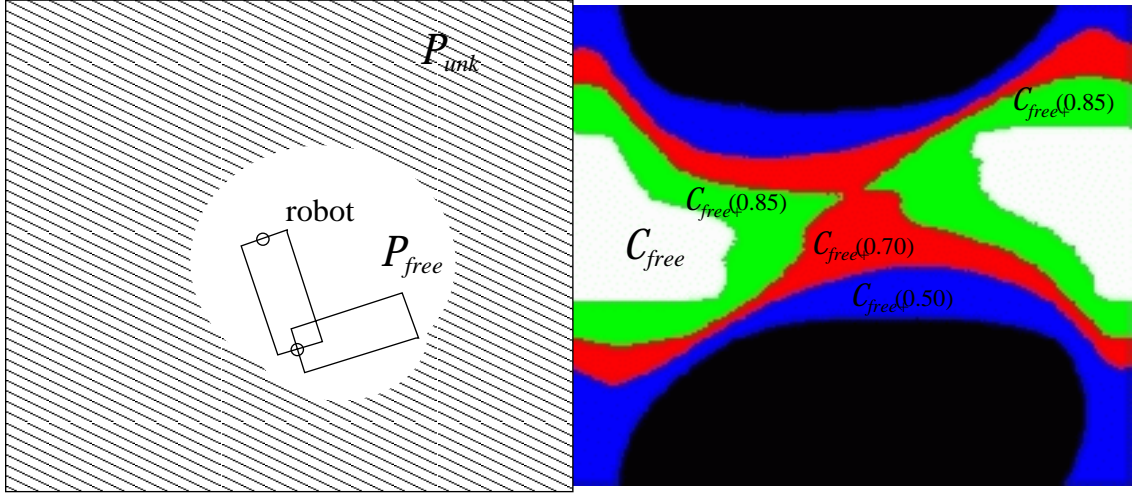 P_unk
robot
P_free
C_free+(0.85)
C_free+(0.85)
C_free
C_free+(0.70)
C_free+(0.50)